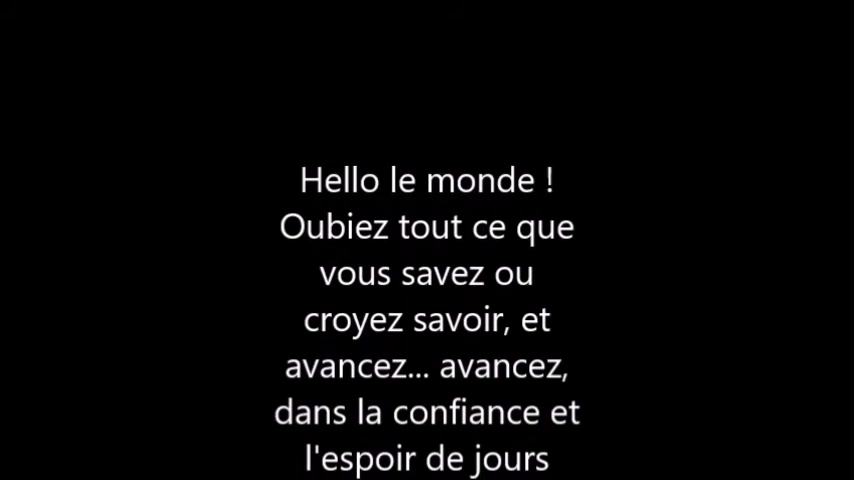 Hello le monde !
Oubiez tout ce que
vous savez ou
croyez savoir, et
avancez... avancez,
dans la confiance et
l'espoir de jours